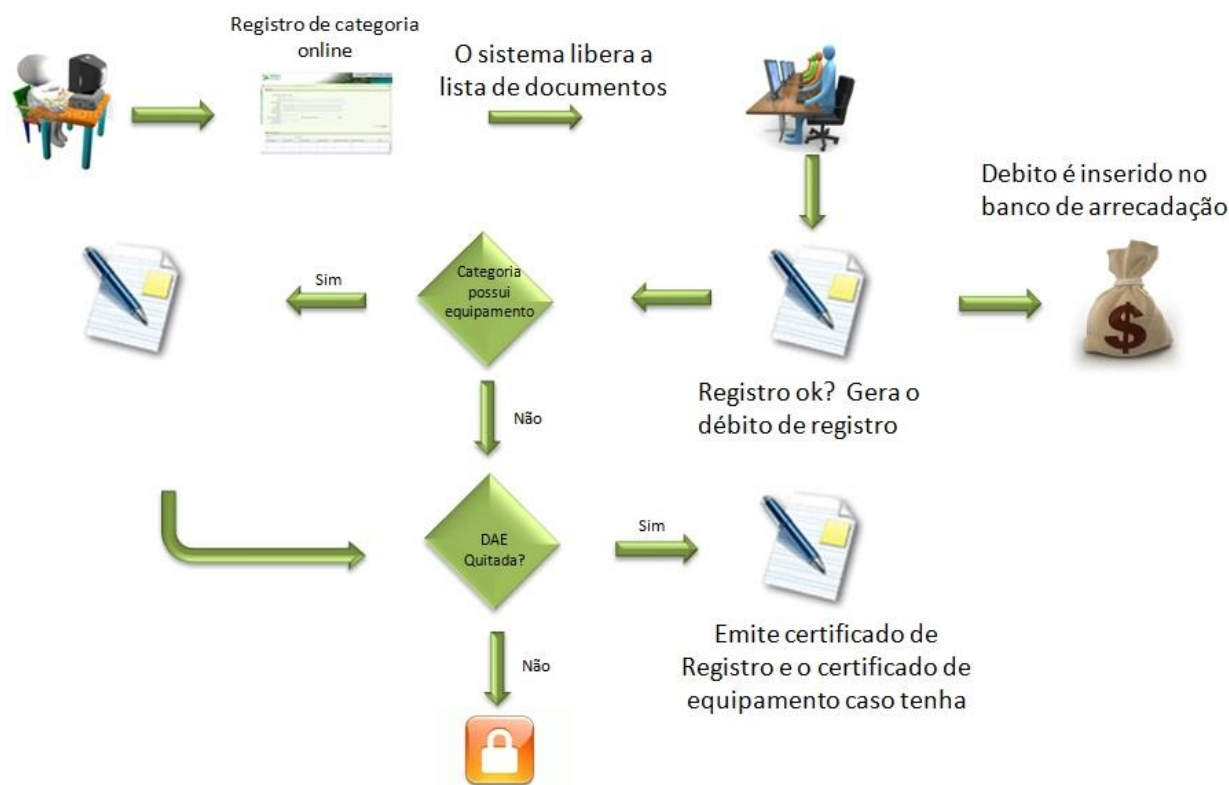 Registro de categoria
online
O sistema libera a
lista de documentos
Debito é inserido no
banco de arrecadação
Sim
Categoria
possui
equipamento
Registro ok? Gera o
débito de registro
Não
DAE
Quitada?
Sim
Emite certificado de
Registro e o certificado de
equipamento caso tenha
Não
$